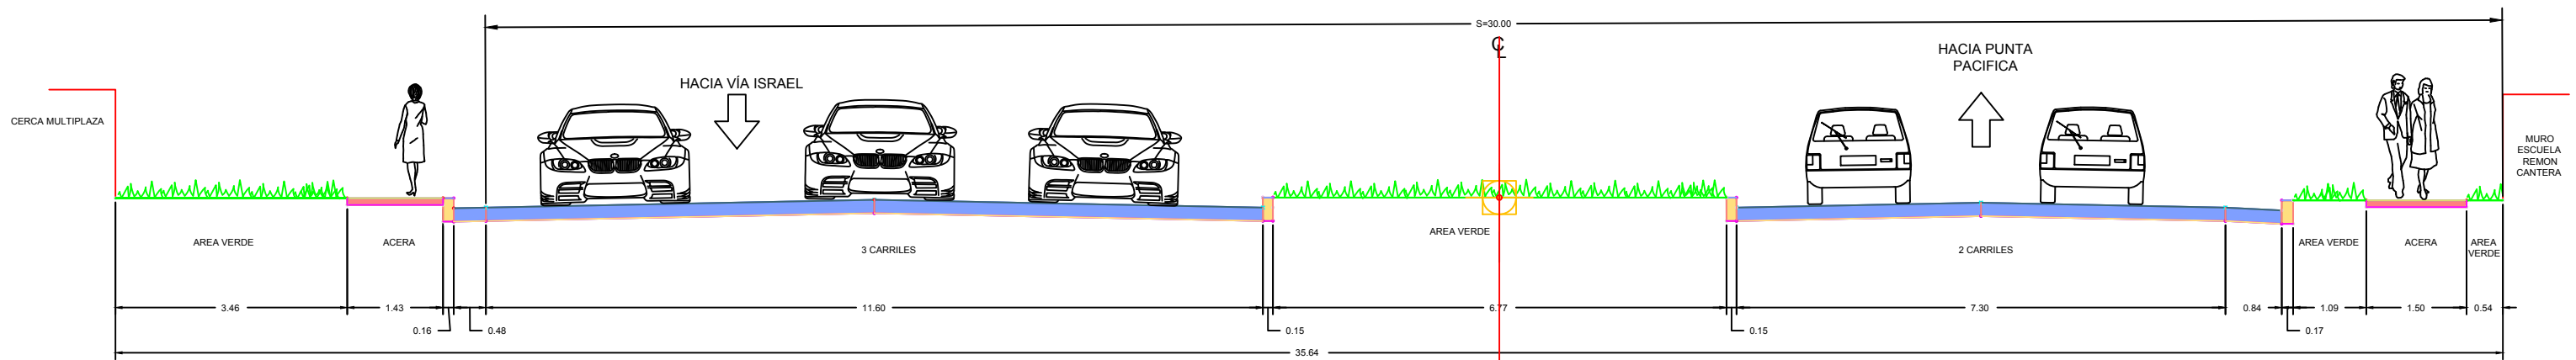 S=30.00
CL
HACIA VÍA ISRAEL
HACIA PUNTA
PACIFICA
CERCA MULTIPLAZA
MURO
ESCUELA
REMON
CANTERA
AREA VERDE
ACERA
3 CARRILES
AREA VERDE
2 CARRILES
AREA VERDE
ACERA
AREA
VERDE
3.46
1.43
11.60
6.77
7.30
0.84
1.09
1.50
0.54
0.16
0.48
0.15
0.15
0.17
35.64